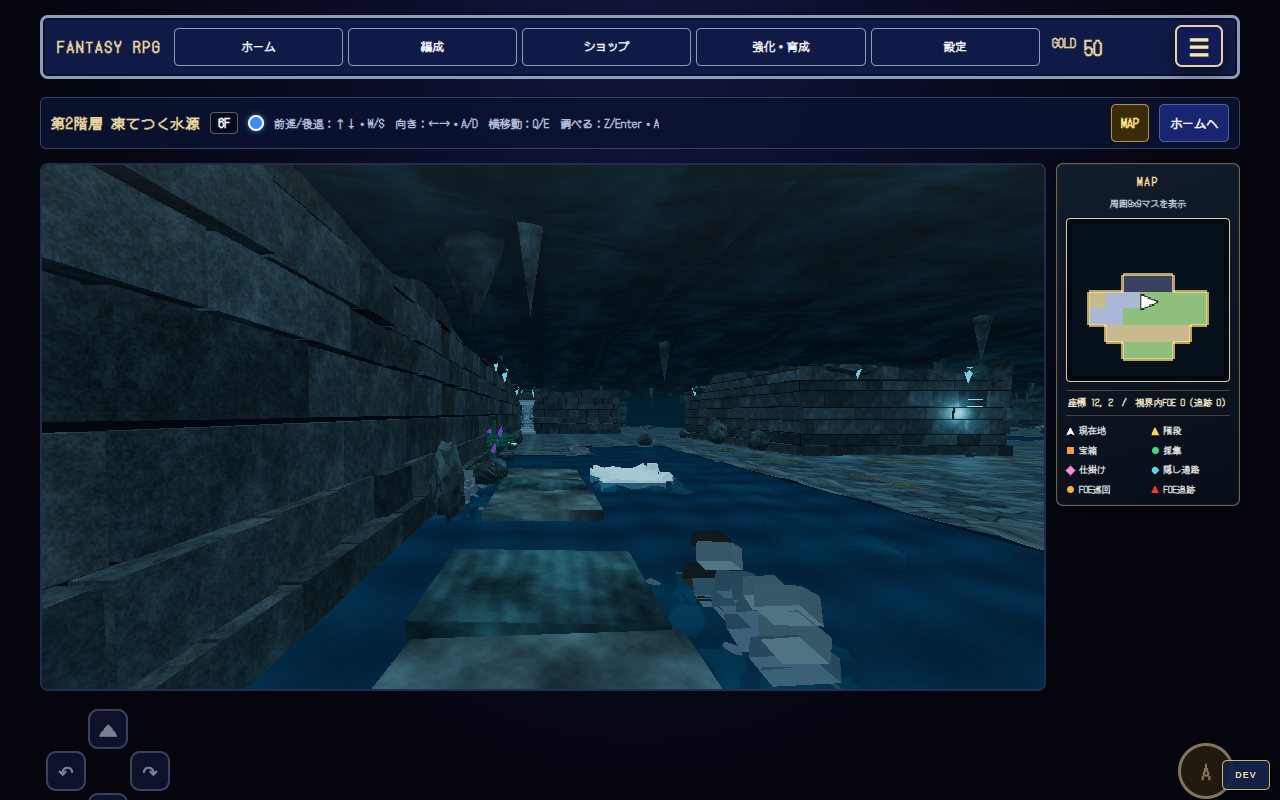 FANTASY RPG
ホーム
編成
ショップ
強化・育成
設定
GOLD 50
第2階層 凍てつく水源
6F
前進/後退：↑↓・W/S 向き：←→・A/D 横移動：Q/E 調べる：Z/Enter・A
MAP
ホームへ
MAP
周囲9x9マスを表示
座標 12, 2 / 視界内FOE 0 (追跡 0)
現在地
階段
宝箱
採集
仕掛け
隠し通路
FOE巡回
FOE追跡
A
DEV